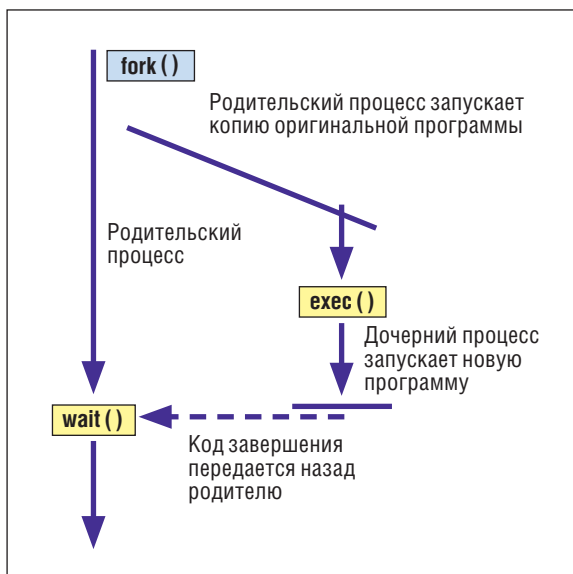 fork ( )
Родительский процесс запускает
копию оригинальной программы
Родительский
процесс
exec ( )
Дочерний процесс
запускает новую
программу
wait ( )
Код завершения
передается назад
родителю